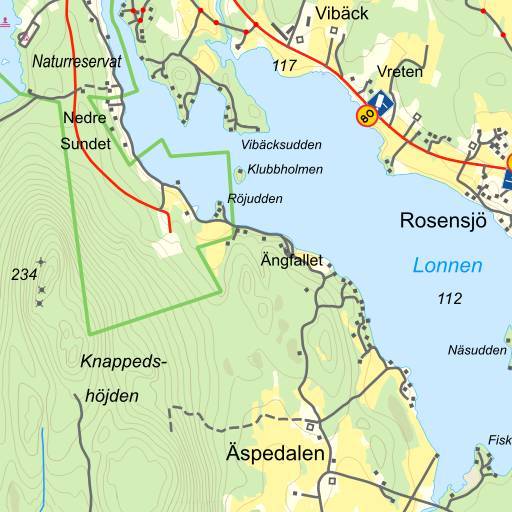 Vibäck
Naturreservat
117
Vreten
80
Nedre
Sundet
Vibäcksudden
Klubbholmen
Röjudden
Rosensjö
Ängfallet
Lonnen
234
112
Näsudden
Knappeds-
höjden
Äspedalen
Fisk